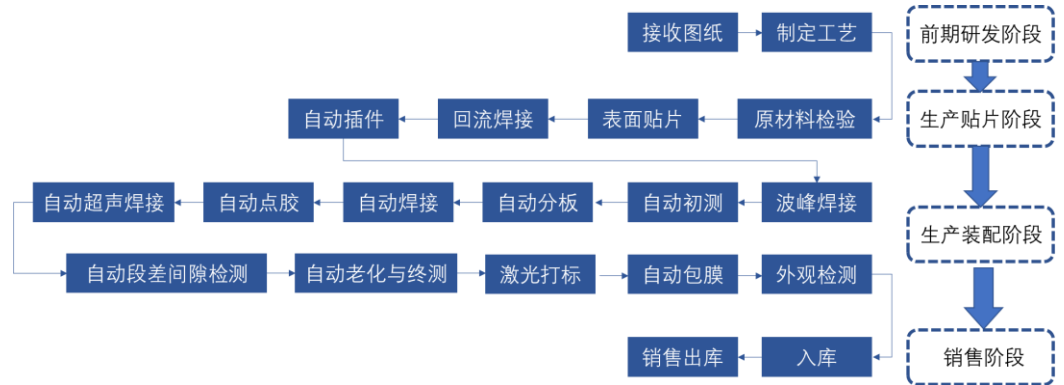 接收图纸
制定工艺
前期研发阶段
原材料检验
表面贴片
回流焊接
自动插件
生产贴片阶段
波峰焊接
自动初测
自动分板
自动焊接
自动点胶
自动超声焊接
生产装配阶段
自动段差间隙检测
自动老化与终测
激光打标
自动包膜
外观检测
入库
销售出库
销售阶段